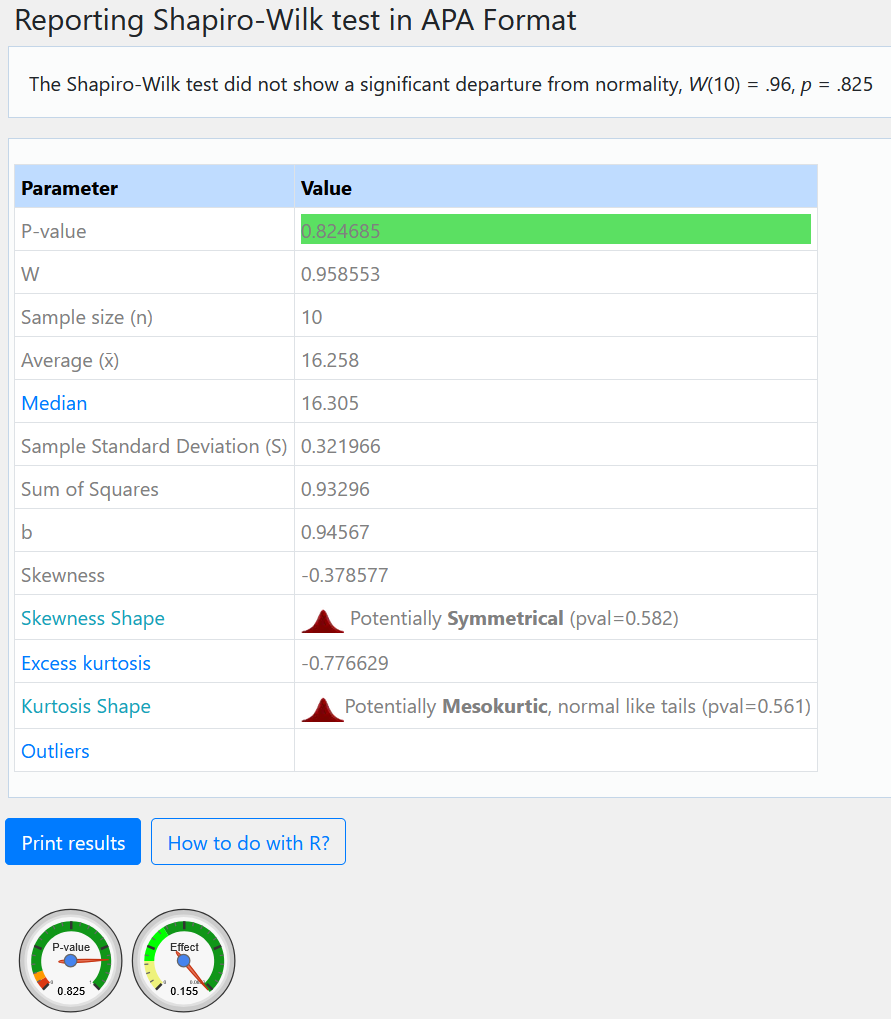 Reporting Shapiro-Wilk test in APA Format
The Shapiro-Wilk test did not show a significant departure from normality, W(10) = .96, p = .825
Parameter Value
P-value 0.824685
W 0.958553
Sample size (n) 10
Average (x̄) 16.258
Median 16.305
Sample Standard Deviation (S) 0.321966
Sum of Squares 0.93296
b 0.94567
Skewness -0.378577
Skewness Shape Potentially Symmetrical (pval=0.582)
Excess kurtosis -0.776629
Kurtosis Shape Potentially Mesokurtic, normal like tails (pval=0.561)
Outliers
Print results How to do with R?
P-value Effect
0.825 0.155